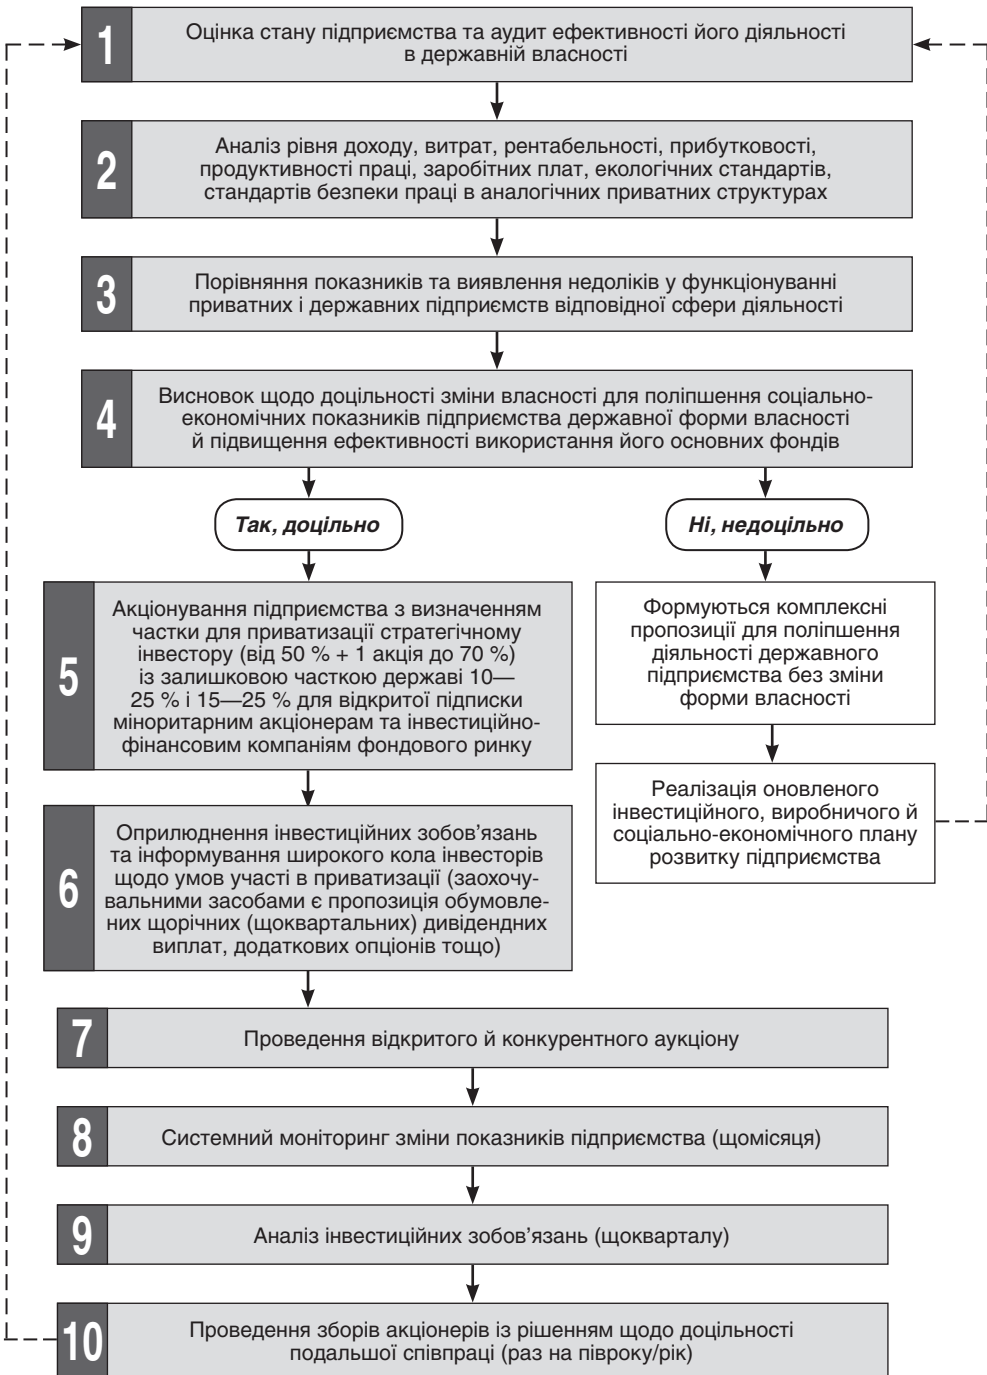 1
Оцінка стану підприємства та аудит ефективності його діяльності
в державній власності
2
Аналіз рівня доходу, витрат, рентабельності, прибутковості,
продуктивності праці, заробітних плат, екологічних стандартів,
стандартів безпеки праці в аналогічних приватних структурах
3
Порівняння показників та виявлення недоліків у функціонуванні
приватних і державних підприємств відповідної сфери діяльності
4
Висновок щодо доцільності зміни власності для поліпшення соціально-
економічних показників підприємства державної форми власності
й підвищення ефективності використання його основних фондів
Так, доцільно
Ні, недоцільно
5
Акціонування підприємства з визначенням
частки для приватизації стратегічному
інвестору (від 50 % + 1 акція до 70 %)
із залишковою часткою державі 10—
25 % і 15—25 % для відкритої підписки
міноритарним акціонерам та інвестиційно-
фінансовим компаніям фондового ринку
Формуються комплексні
пропозиції для поліпшення
діяльності державного
підприємства без зміни
форми власності
Реалізація оновленого
інвестиційного, виробничого й
соціально-економічного плану
розвитку підприємства
6
Оприлюднення інвестиційних зобов'язань
та інформування широкого кола інвесторів
щодо умов участі в приватизації (заохочу-
вальними засобами є пропозиція обумовле-
них щорічних (щоквартальних) дивідендних
виплат, додаткових опціонів тощо)
7
Проведення відкритого й конкурентного аукціону
8
Системний моніторинг зміни показників підприємства (щомісяця)
9
Аналіз інвестиційних зобов'язань (щокварталу)
10
Проведення зборів акціонерів із рішенням щодо доцільності
подальшої співпраці (раз на півроку/рік)